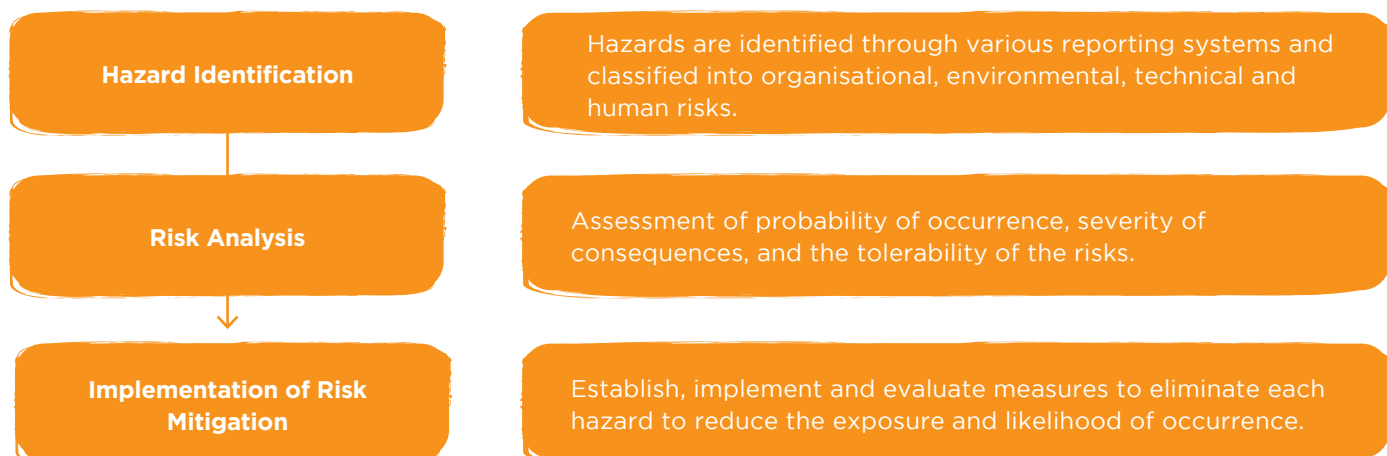 Hazard Identification
Hazards are identified through various reporting systems and
classified into organisational, environmental, technical and
human risks.
Risk Analysis
Assessment of probability of occurrence, severity of
consequences, and the tolerability of the risks.
Implementation of Risk
Mitigation
Establish, implement and evaluate measures to eliminate each
hazard to reduce the exposure and likelihood of occurrence.